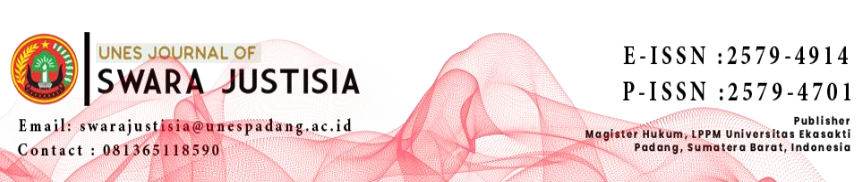 UNES JOURNAL OF
SWARA JUSTISIA
Email: swarajustisia@unespadang.ac.id
Contact : 081365118590
E-ISSN :2579-4914
P-ISSN :2579-4701
Publisher
Magister Hukum, LPPM Universitas Ekasakti
Padang, Sumatera Barat, Indonesia